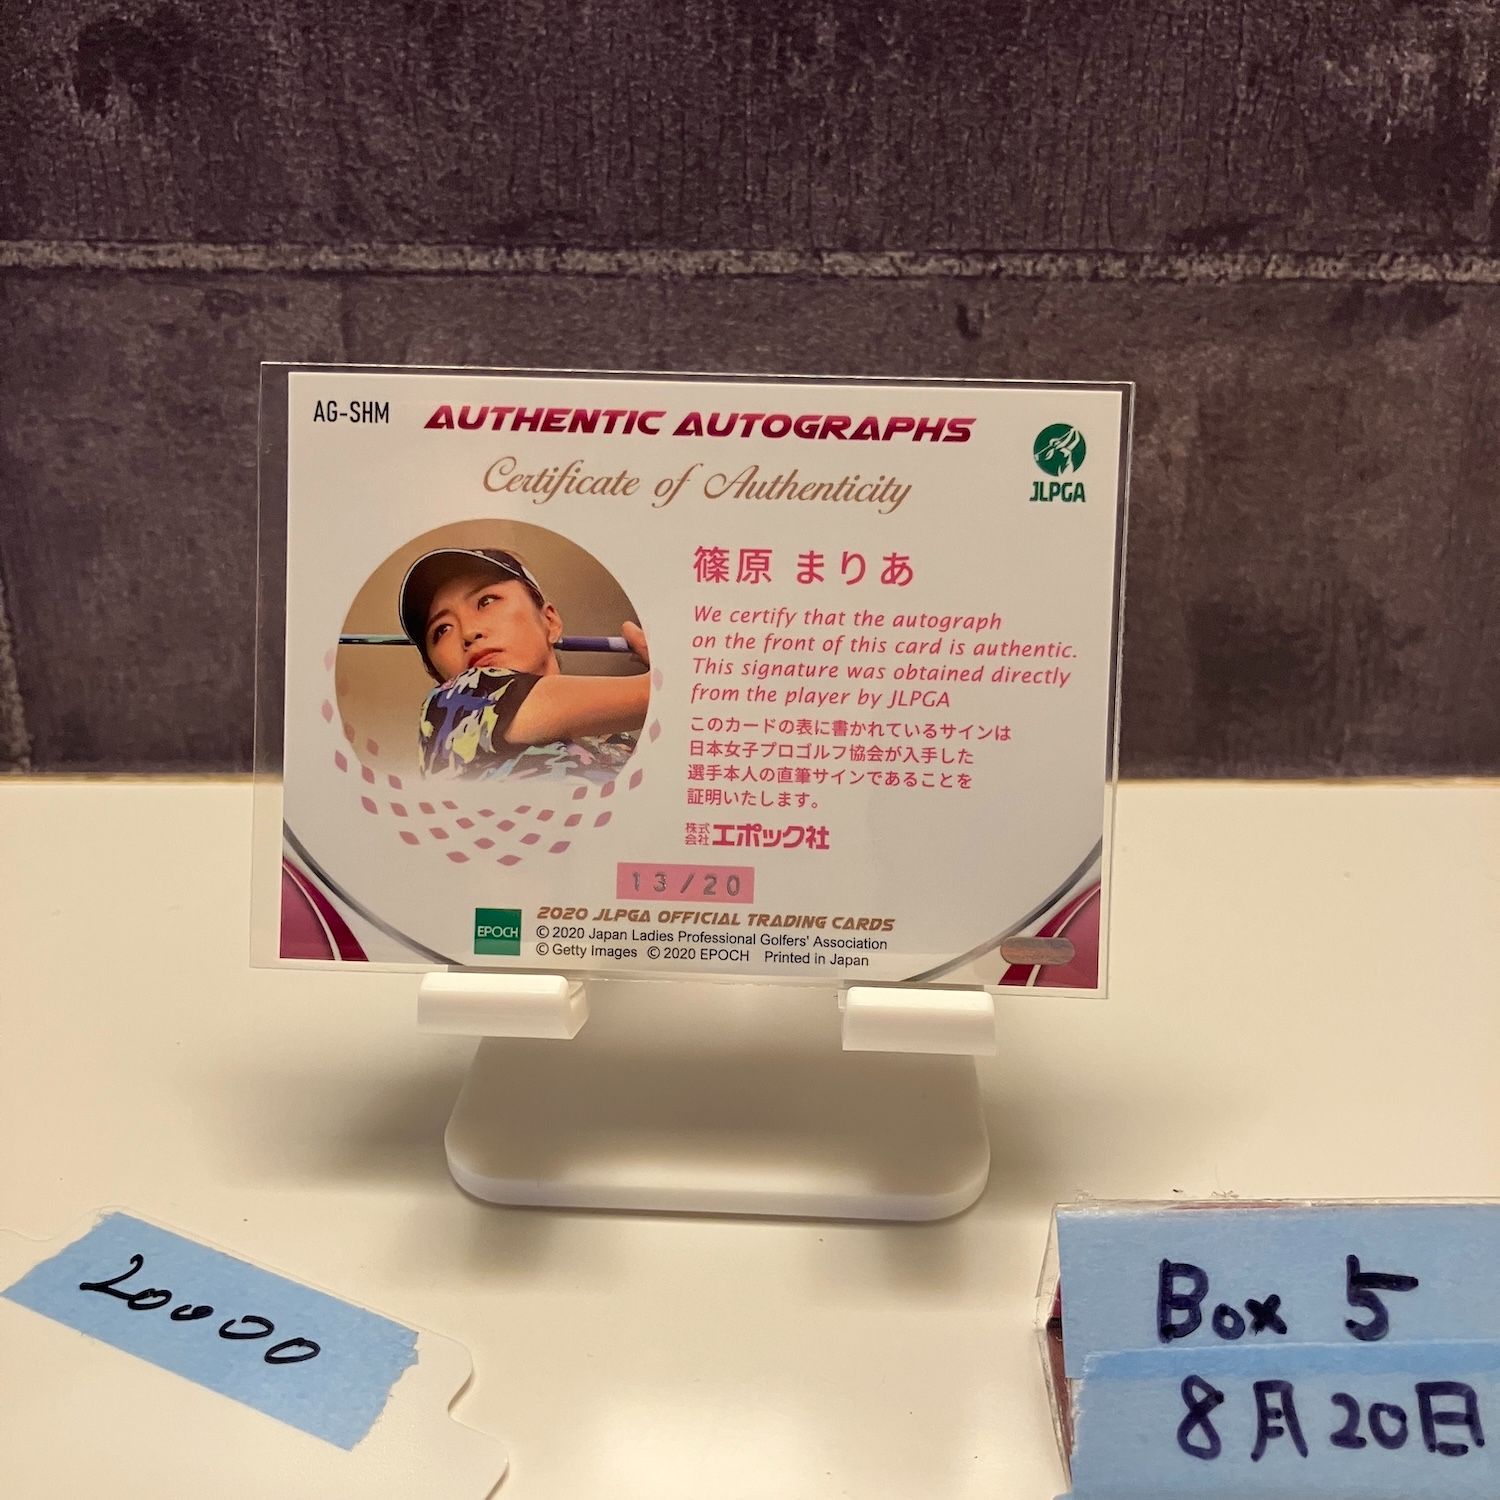 AG-SHM
AUTHENTIC AUTOGRAPHS
Certificate of Authenticity
JLPGA
篠原 まりあ
We certify that the autograph
on the front of this card is authentic.
This signature was obtained directly
from the player by JLPGA
このカードの表に書かれているサインは
日本女子プロゴルフ協会が入手した
選手本人の直筆サインであることを
証明いたします。
株式会社エポック社
13/20
EPOCH
2020 JLPGA OFFICIAL TRADING CARDS
© 2020 Japan Ladies Professional Golfers' Association
© Getty Images © 2020 EPOCH Printed in Japan
20000
Box 5
8月20日